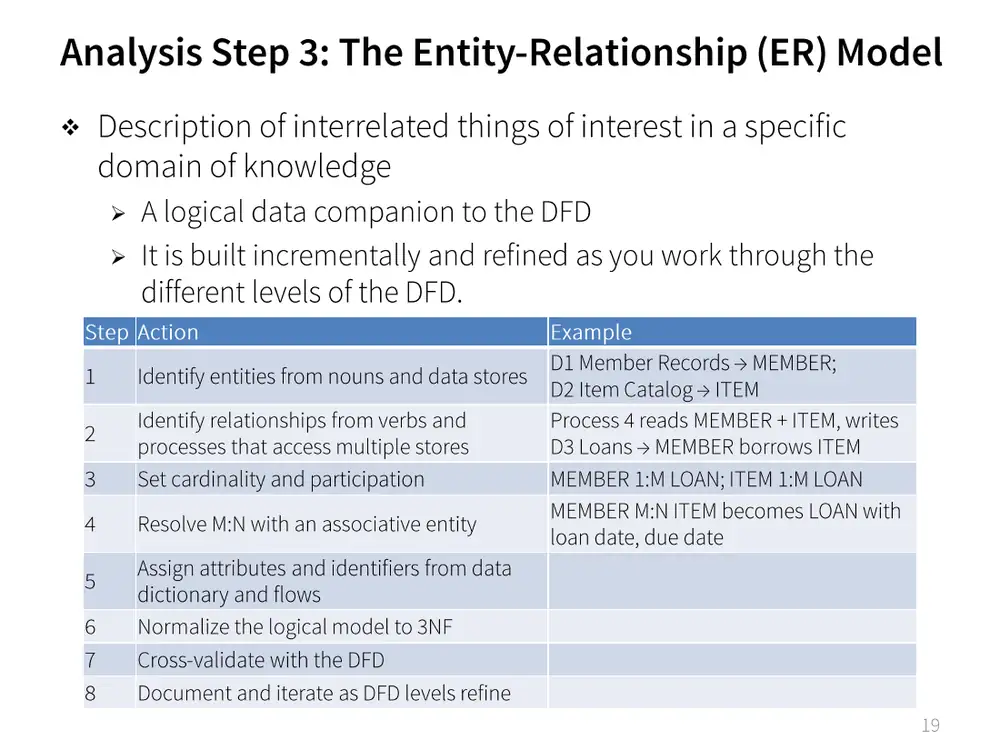 Analysis Step 3: The Entity-Relationship (ER) Model
❖ Description of interrelated things of interest in a specific
domain of knowledge
➢ A logical data companion to the DFD
➢ It is built incrementally and refined as you work through the
different levels of the DFD.
Step Action Example
1 Identify entities from nouns and data stores D1 Member Records → MEMBER;
D2 Item Catalog → ITEM
2 Identify relationships from verbs and
processes that access multiple stores
Process 4 reads MEMBER + ITEM, writes
D3 Loans → MEMBER borrows ITEM
3 Set cardinality and participation MEMBER 1:M LOAN; ITEM 1:M LOAN
4 Resolve M:N with an associative entity MEMBER M:N ITEM becomes LOAN with
loan date, due date
5 Assign attributes and identifiers from data
dictionary and flows
6 Normalize the logical model to 3NF
7 Cross-validate with the DFD
8 Document and iterate as DFD levels refine
19